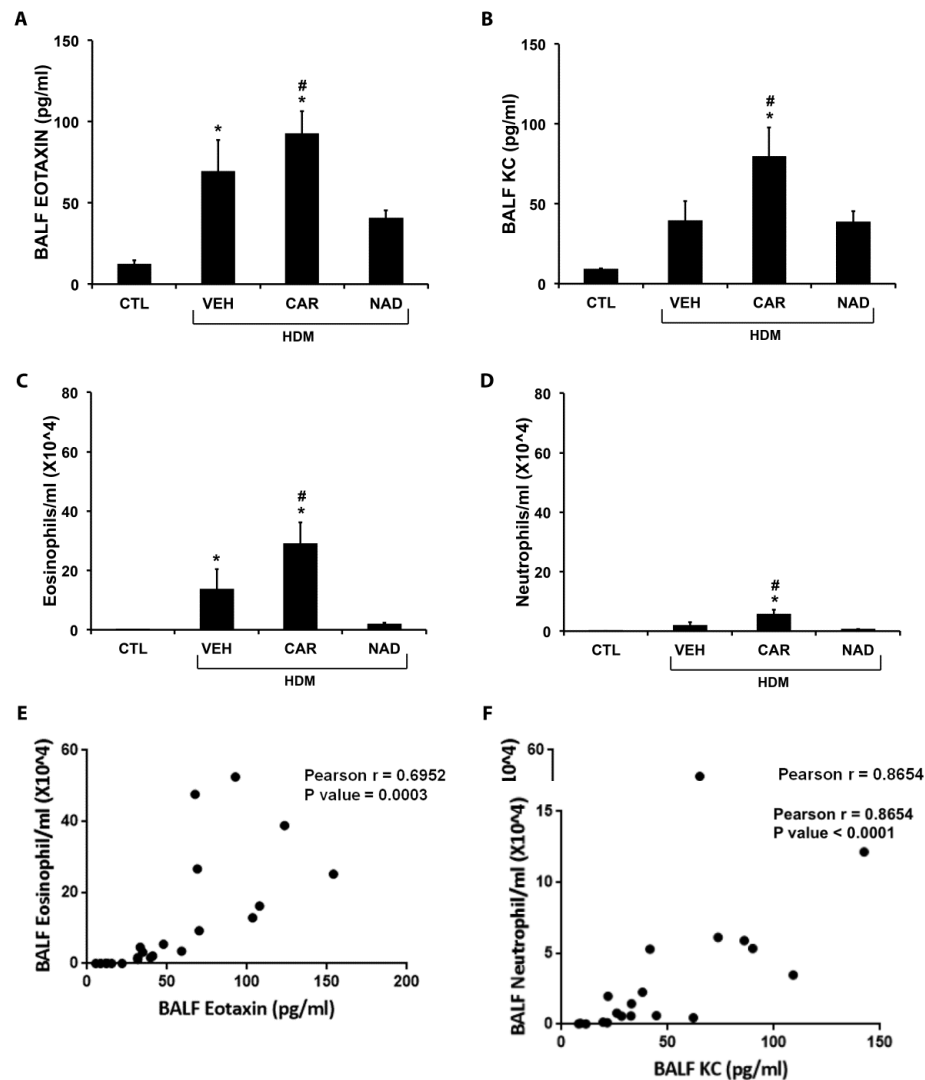 A
BALF EOTAXIN (pg/ml)
150
100
50
0
*
#
*
CTL VEH CAR NAD
HDM
B
BALF KC (pg/ml)
150
100
50
0
#
*
CTL VEH CAR NAD
HDM
C
Eosinophils/ml (X10^4)
80
60
40
20
0
*
#
*
CTL VEH CAR NAD
HDM
D
Neutrophils/ml (X10^4)
80
60
40
20
0
#
*
CTL VEH CAR NAD
HDM
E
BALF Eosinophil/ml (X10^4)
60
40
20
0
Pearson r = 0.6952
P value = 0.0003
0 50 100 150 200
BALF Eotaxin (pg/ml)
F
60
L0^4)
Pearson r = 0.8654
BALF Neutrophil/ml (X10^4)
15
10
5
0
Pearson r = 0.8654
P value < 0.0001
0 50 100 150
BALF KC (pg/ml)